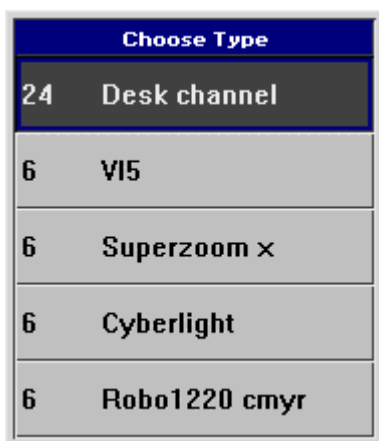 Choose Type
24 Desk channel
6 VI5
6 Superzoom x
6 Cyberlight
6 Robo1220 cmyr